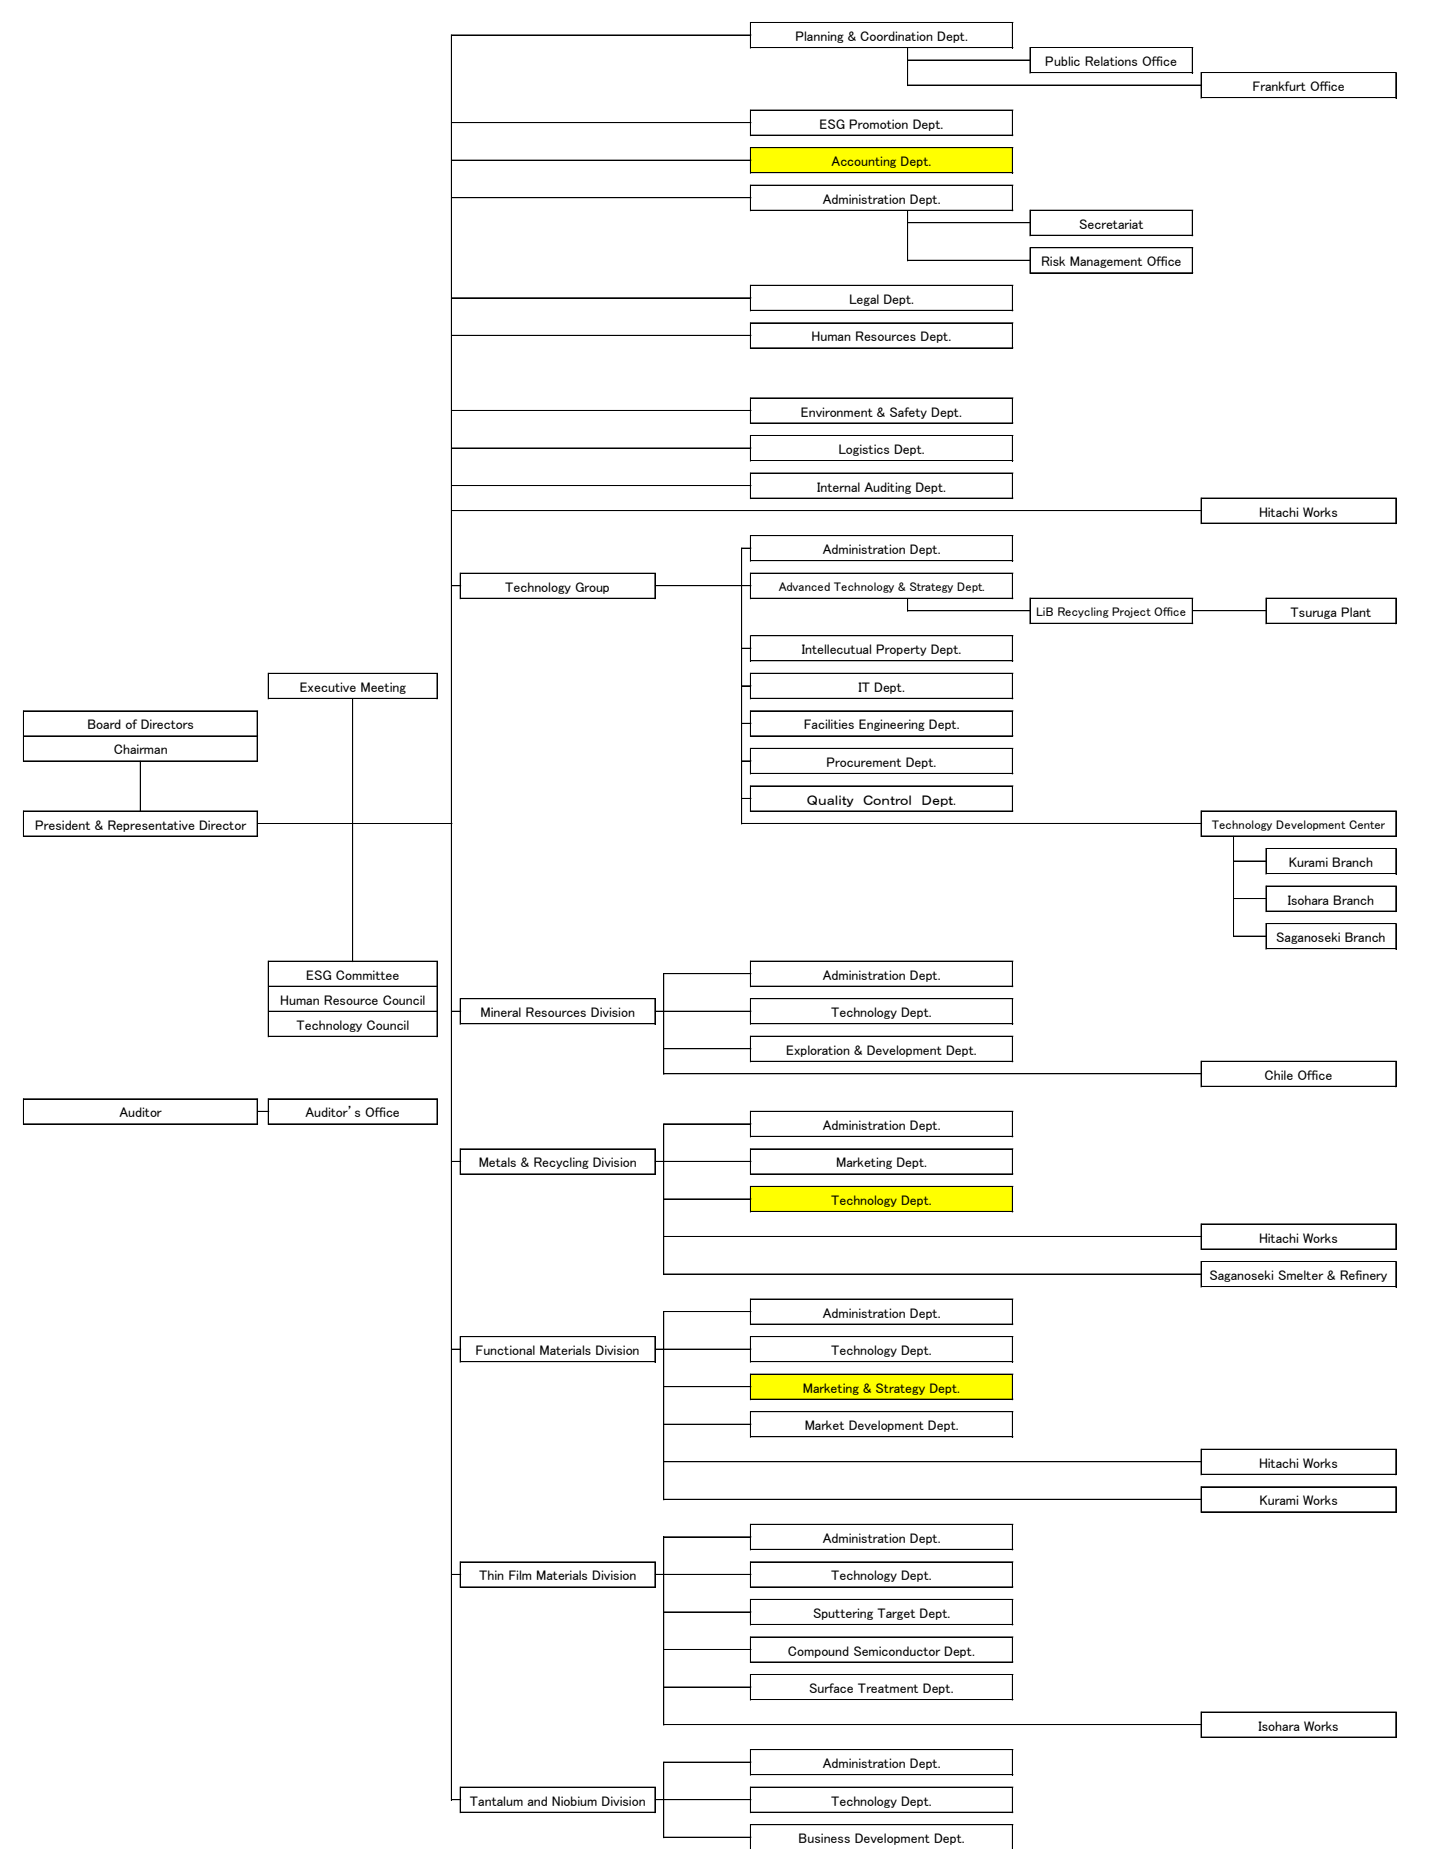 Planning & Coordination Dept.
Public Relations Office
Frankfurt Office
ESG Promotion Dept.
Accounting Dept.
Administration Dept.
Secretariat
Risk Management Office
Legal Dept.
Human Resources Dept.
Environment & Safety Dept.
Logistics Dept.
Internal Auditing Dept.
Hitachi Works
Administration Dept.
Technology Group
Advanced Technology & Strategy Dept.
LiB Recycling Project Office
Tsuruga Plant
Intellecutual Property Dept.
Executive Meeting
IT Dept.
Board of Directors
Facilities Engineering Dept.
Chairman
Procurement Dept.
Quality Control Dept.
President & Representative Director
Technology Development Center
Kurami Branch
Isohara Branch
Saganoseki Branch
ESG Committee
Administration Dept.
Human Resource Council
Mineral Resources Division
Technology Dept.
Technology Council
Exploration & Development Dept.
Chile Office
Auditor
Auditor's Office
Administration Dept.
Metals & Recycling Division
Marketing Dept.
Technology Dept.
Hitachi Works
Saganoseki Smelter & Refinery
Administration Dept.
Functional Materials Division
Technology Dept.
Marketing & Strategy Dept.
Market Development Dept.
Hitachi Works
Kurami Works
Administration Dept.
Thin Film Materials Division
Technology Dept.
Sputtering Target Dept.
Compound Semiconductor Dept.
Surface Treatment Dept.
Isohara Works
Administration Dept.
Tantalum and Niobium Division
Technology Dept.
Business Development Dept.